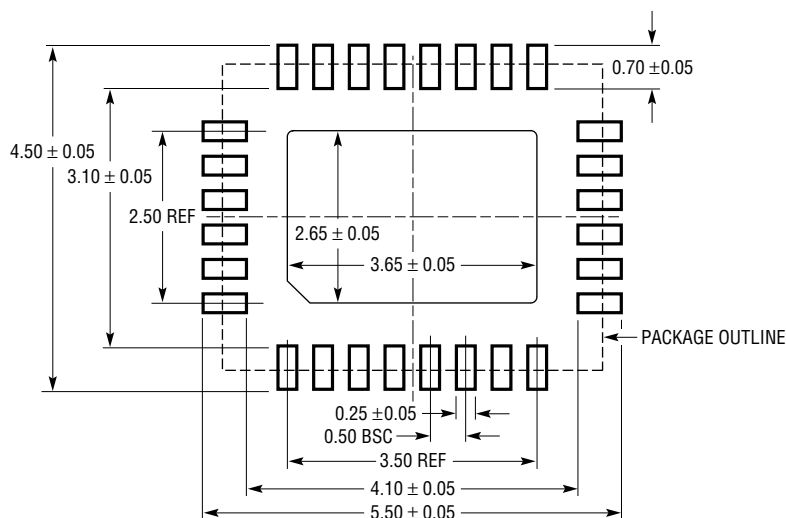 0.70 ±0.05
4.50 ± 0.05
3.10 ± 0.05
2.50 REF
2.65 ± 0.05
3.65 ± 0.05
PACKAGE OUTLINE
0.25 ±0.05
0.50 BSC
3.50 REF
4.10 ± 0.05
5.50 ± 0.05